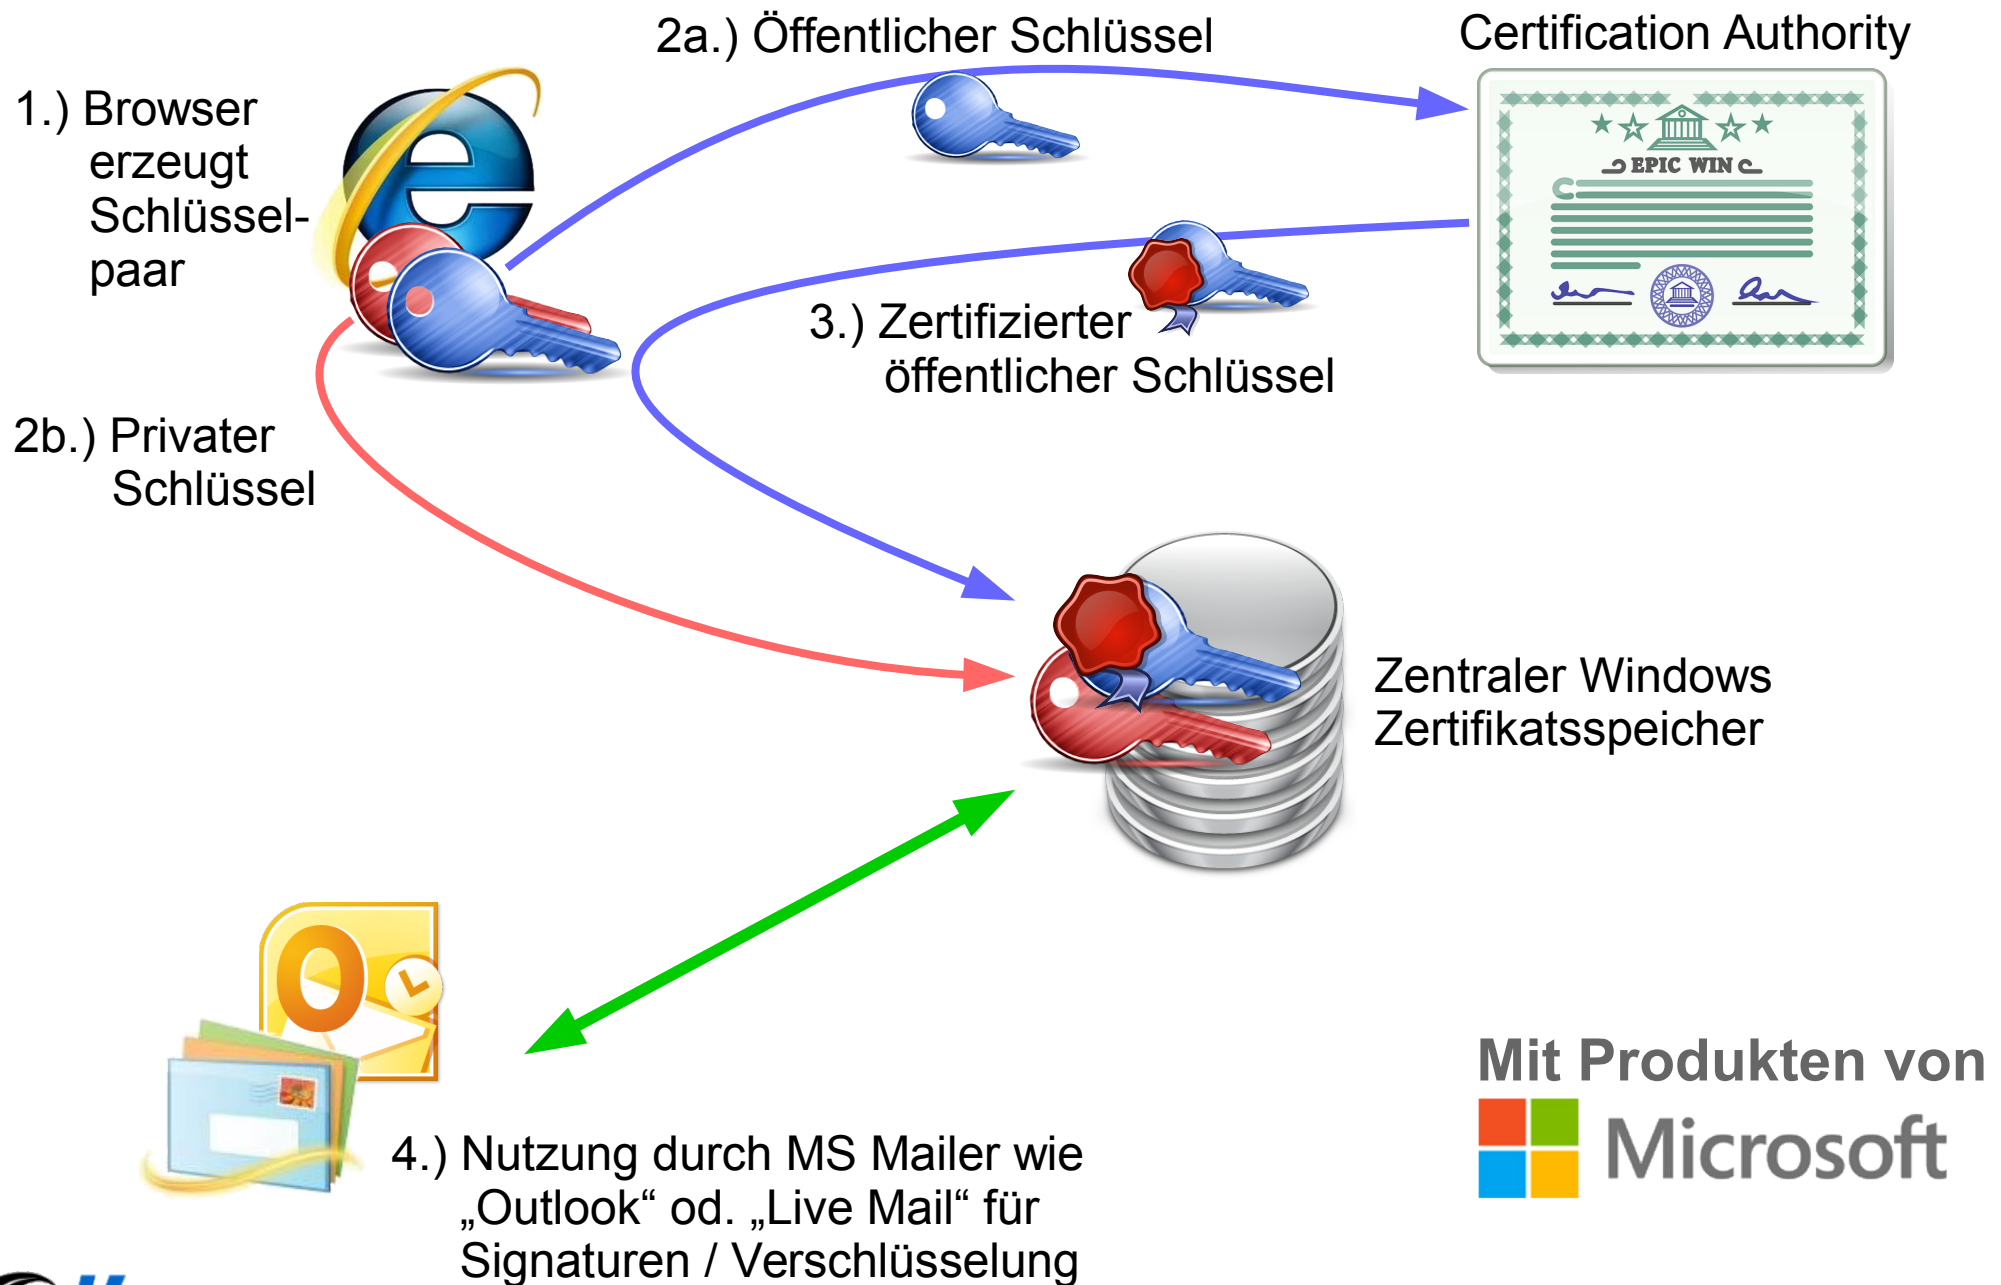 2a.) Öffentlicher Schlüssel
Certification Authority
1.) Browser
erzeugt
Schlüssel-
paar
EPIC WIN
3.) Zertifizierter
öffentlicher Schlüssel
2b.) Privater
Schlüssel
Zentraler Windows
Zertifikatsspeicher
4.) Nutzung durch MS Mailer wie
„Outlook“ od. „Live Mail“ für
Signaturen / Verschlüsselung
Mit Produkten von
Microsoft